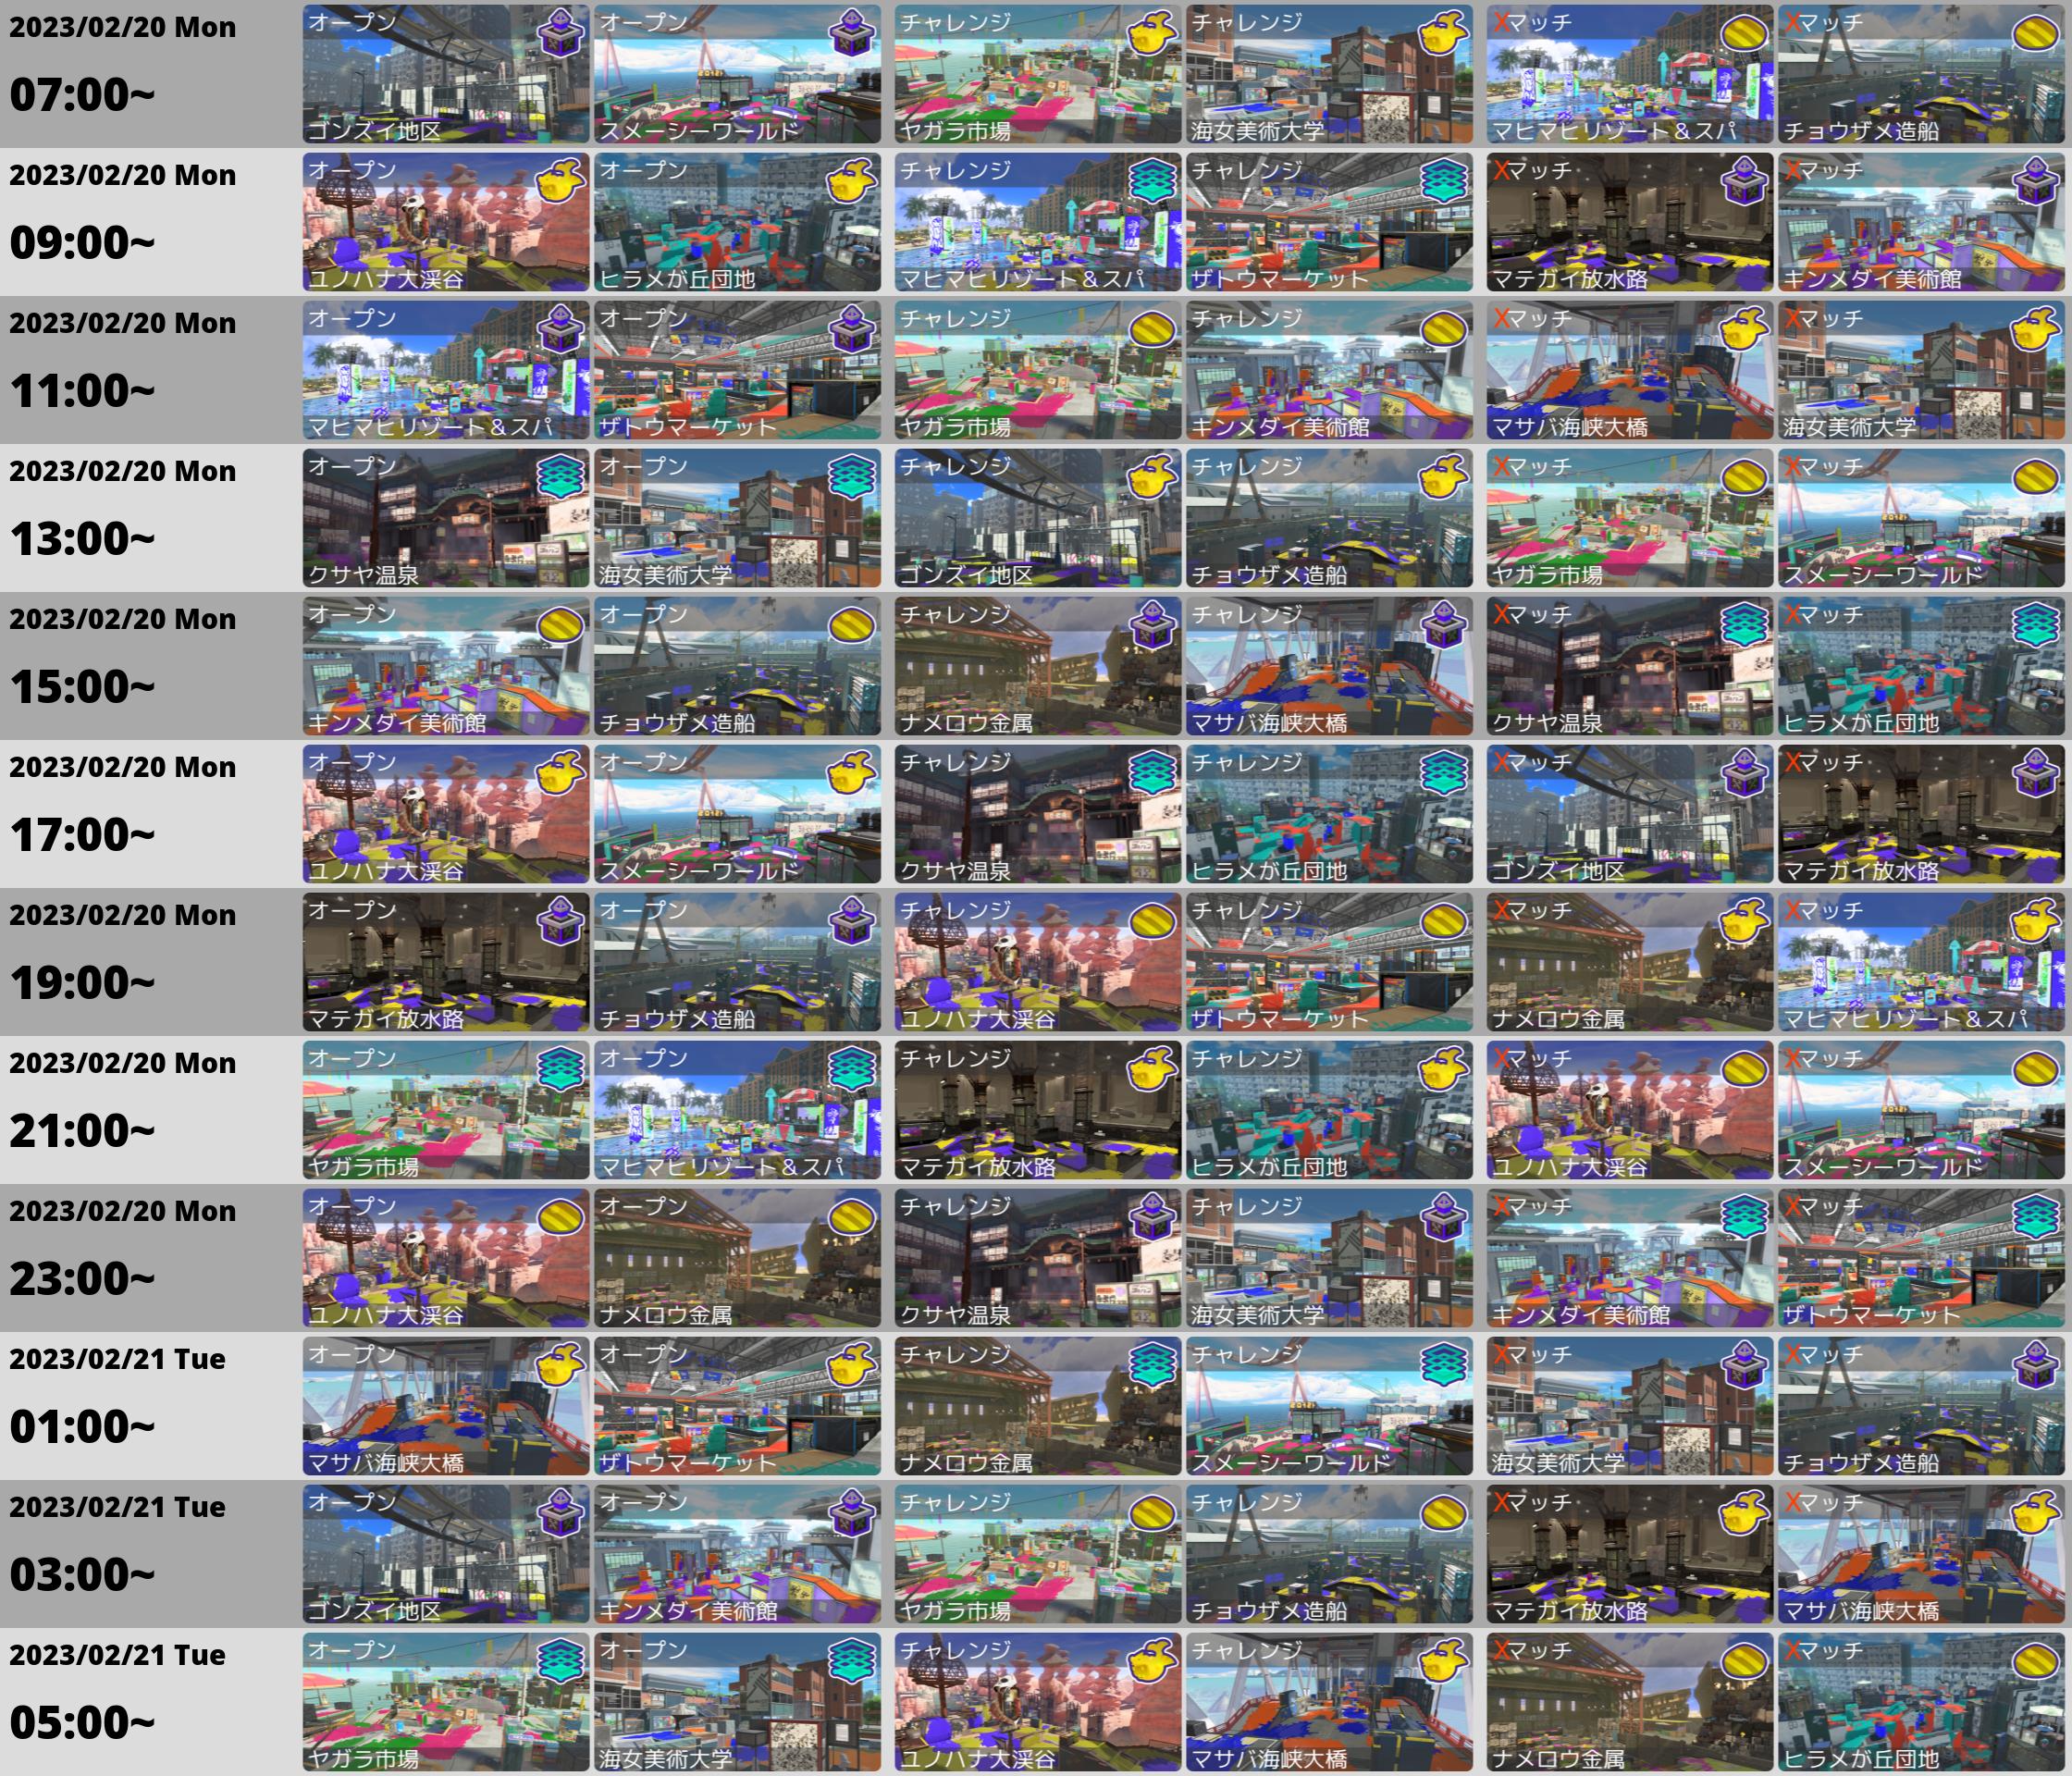 2023/02/20 Mon
07:00~
オープン オープン チャレンジ チャレンジ Xマッチ Xマッチ
ゴンズイ地区 スメーシーワールド ヤガラ市場 海女美術大学 マヒマヒリゾート＆スパ チョウザメ造船
2023/02/20 Mon
09:00~
オープン オープン チャレンジ チャレンジ Xマッチ Xマッチ
ユノハナ大渓谷 ヒラメが丘団地 マヒマヒリゾート＆スパ ザトウマーケット マテガイ放水路 キンメダイ美術館
2023/02/20 Mon
11:00~
オープン オープン チャレンジ チャレンジ Xマッチ Xマッチ
マヒマヒリゾート＆スパ ザトウマーケット ヤガラ市場 キンメダイ美術館 マサバ海峡大橋 海女美術大学
2023/02/20 Mon
13:00~
オープン オープン チャレンジ チャレンジ Xマッチ Xマッチ
クサヤ温泉 海女美術大学 ゴンズイ地区 チョウザメ造船 ヤガラ市場 スメーシーワールド
2023/02/20 Mon
15:00~
オープン オープン チャレンジ チャレンジ Xマッチ Xマッチ
キンメダイ美術館 チョウザメ造船 ナメロウ金属 マサバ海峡大橋 クサヤ温泉 ヒラメが丘団地
2023/02/20 Mon
17:00~
オープン オープン チャレンジ チャレンジ Xマッチ Xマッチ
ユノハナ大渓谷 スメーシーワールド クサヤ温泉 ヒラメが丘団地 ゴンズイ地区 マテガイ放水路
2023/02/20 Mon
19:00~
オープン オープン チャレンジ チャレンジ Xマッチ Xマッチ
マテガイ放水路 チョウザメ造船 ユノハナ大渓谷 ザトウマーケット ナメロウ金属 マヒマヒリゾート＆スパ
2023/02/20 Mon
21:00~
オープン オープン チャレンジ チャレンジ Xマッチ Xマッチ
ヤガラ市場 マヒマヒリゾート＆スパ マテガイ放水路 ヒラメが丘団地 ユノハナ大渓谷 スメーシーワールド
2023/02/20 Mon
23:00~
オープン オープン チャレンジ チャレンジ Xマッチ Xマッチ
ユノハナ大渓谷 ナメロウ金属 クサヤ温泉 海女美術大学 キンメダイ美術館 ザトウマーケット
2023/02/21 Tue
01:00~
オープン オープン チャレンジ チャレンジ Xマッチ Xマッチ
マサバ海峡大橋 ザトウマーケット ナメロウ金属 スメーシーワールド 海女美術大学 チョウザメ造船
2023/02/21 Tue
03:00~
オープン オープン チャレンジ チャレンジ Xマッチ Xマッチ
ゴンズイ地区 キンメダイ美術館 ヤガラ市場 チョウザメ造船 マテガイ放水路 マサバ海峡大橋
2023/02/21 Tue
05:00~
オープン オープン チャレンジ チャレンジ Xマッチ Xマッチ
ヤガラ市場 海女美術大学 ユノハナ大渓谷 マサバ海峡大橋 ナメロウ金属 ヒラメが丘団地